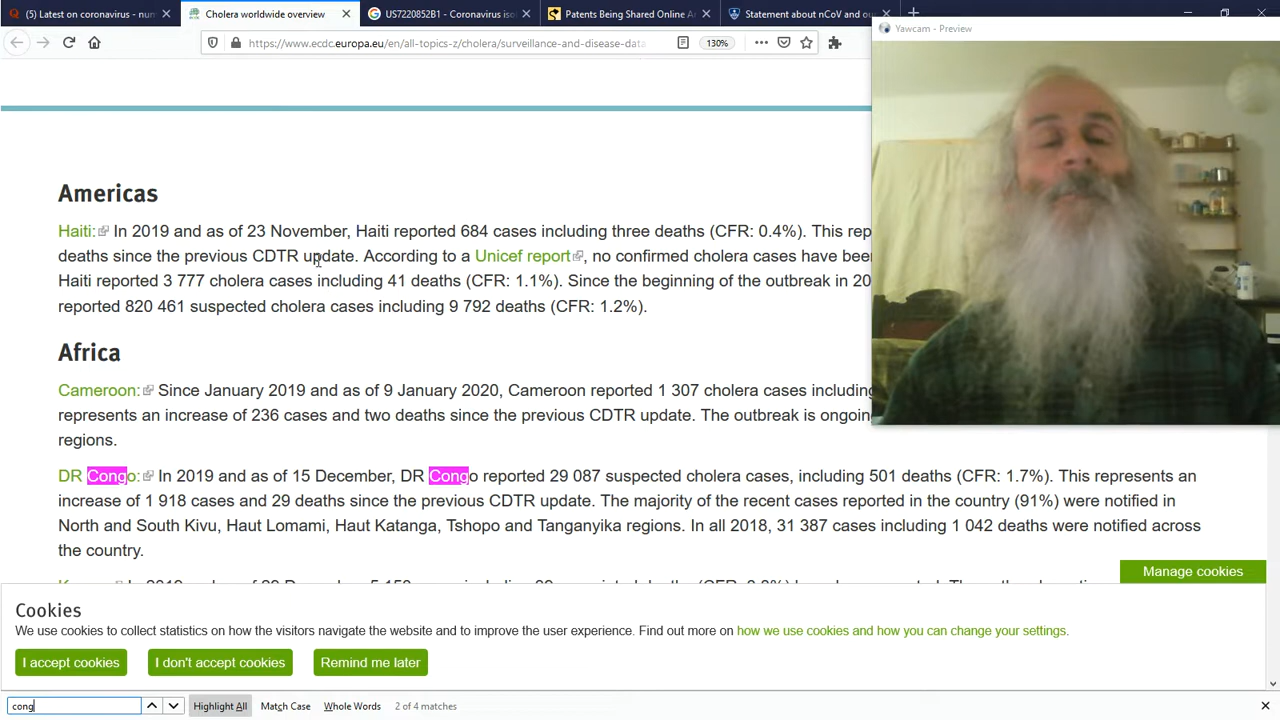 (5) Latest on coronavirus - num
Cholera worldwide overview
US7220852B1 - Coronavirus iso
Patents Being Shared Online Ar
Statement about nCoV and ou
https://www.ecdc.europa.eu/en/all-topics-z/cholera/surveillance-and-disease-data
130%
Yawcam - Preview
Americas
Haiti: In 2019 and as of 23 November, Haiti reported 684 cases including three deaths (CFR: 0.4%). This rep
deaths since the previous CDTR update. According to a Unicef report, no confirmed cholera cases have bee
Haiti reported 3 777 cholera cases including 41 deaths (CFR: 1.1%). Since the beginning of the outbreak in 20
reported 820 461 suspected cholera cases including 9 792 deaths (CFR: 1.2%).
Africa
Cameroon: Since January 2019 and as of 9 January 2020, Cameroon reported 1 307 cholera cases including
represents an increase of 236 cases and two deaths since the previous CDTR update. The outbreak is ongoin
regions.
DR Congo: In 2019 and as of 15 December, DR Congo reported 29 087 suspected cholera cases, including 501 deaths (CFR: 1.7%). This represents an
increase of 1 918 cases and 29 deaths since the previous CDTR update. The majority of the recent cases reported in the country (91%) were notified in
North and South Kivu, Haut Lomami, Haut Katanga, Tshopo and Tanganyika regions. In all 2018, 31 387 cases including 1 042 deaths were notified across
the country.
Manage cookies
Cookies
We use cookies to collect statistics on how the visitors navigate the website and to improve the user experience. Find out more on how we use cookies and how you can change your settings.
I accept cookies I don't accept cookies Remind me later
cong Highlight All Match Case Whole Words 2 of 4 matches